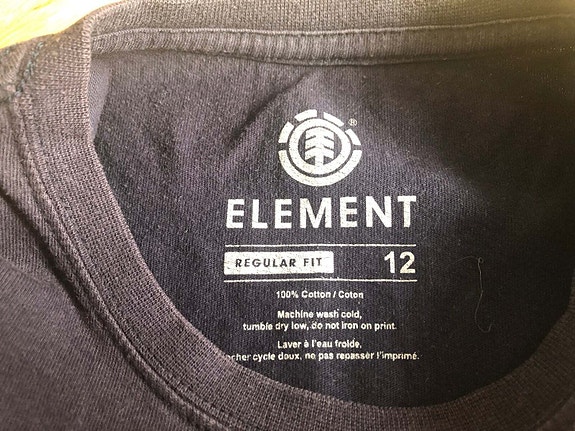 ®
ELEMENT
REGULAR FIT 12
100% Cotton / Coton
Machine wash cold,
tumble dry low, do not iron on print.
Laver à l'eau froide,
cycle doux, ne pas repasser l'imprimé.